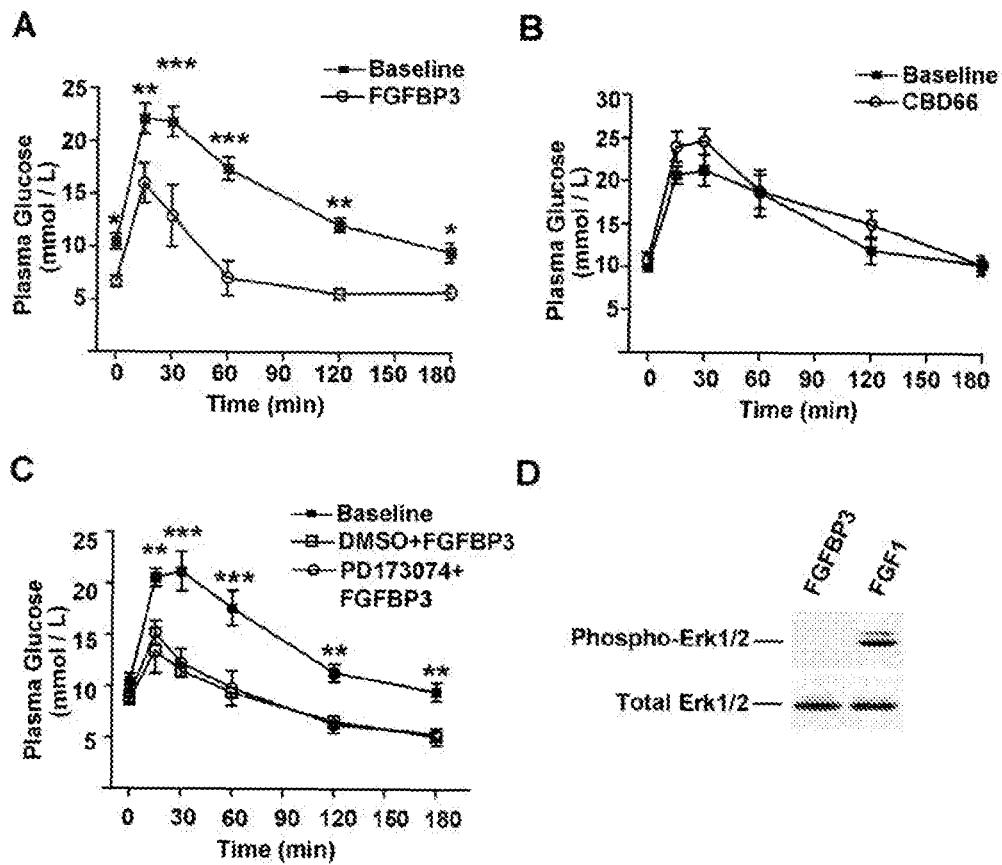 A
Baseline
FGFBP3
* ** *** *** ** *
25
20
15
10
5
Plasma Glucose
(mmol / L)
0 30 60 90 120 150 180
Time (min)
B
Baseline
CBD66
30
25
20
15
10
5
Plasma Glucose
(mmol / L)
0 30 60 90 120 150 180
Time (min)
C
Baseline
DMSO+FGFBP3
PD173074+
FGFBP3
** *** *** ** **
25
20
15
10
5
Plasma Glucose
(mmol / L)
0 30 60 90 120 150 180
Time (min)
D
FGFBP3
FGF1
Phospho-Erk1/2
Total Erk1/2